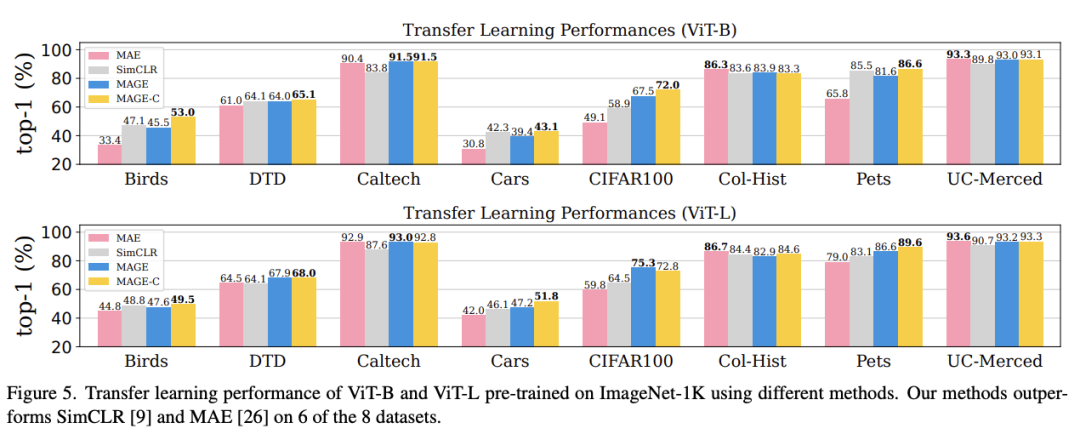 Transfer Learning Performances (ViT-B)
top-1 (%)
100
80
60
40
20
MAE
SimCLR
MAGE
MAGE-C
33.4 47.1 45.5 53.0
61.0 64.1 64.0 65.1
90.4 83.8 91.5 91.5
30.8 42.3 39.4 43.1
49.1 58.9 67.5 72.0
86.3 83.6 83.9 83.3
65.8 85.5 81.6 86.6
93.3 89.8 93.0 93.1
Birds DTD Caltech Cars CIFAR100 Col-Hist Pets UC-Merced
Transfer Learning Performances (ViT-L)
top-1 (%)
100
80
60
40
20
MAE
SimCLR
MAGE
MAGE-C
44.8 48.8 47.6 49.5
64.5 64.1 67.9 68.0
92.9 87.6 93.0 92.8
42.0 46.1 47.2 51.8
59.8 64.5 75.3 72.8
86.7 84.4 82.9 84.6
79.0 83.1 86.6 89.6
93.6 90.7 93.2 93.3
Birds DTD Caltech Cars CIFAR100 Col-Hist Pets UC-Merced
Figure 5. Transfer learning performance of ViT-B and ViT-L pre-trained on ImageNet-1K using different methods. Our methods outper-
forms SimCLR [9] and MAE [26] on 6 of the 8 datasets.